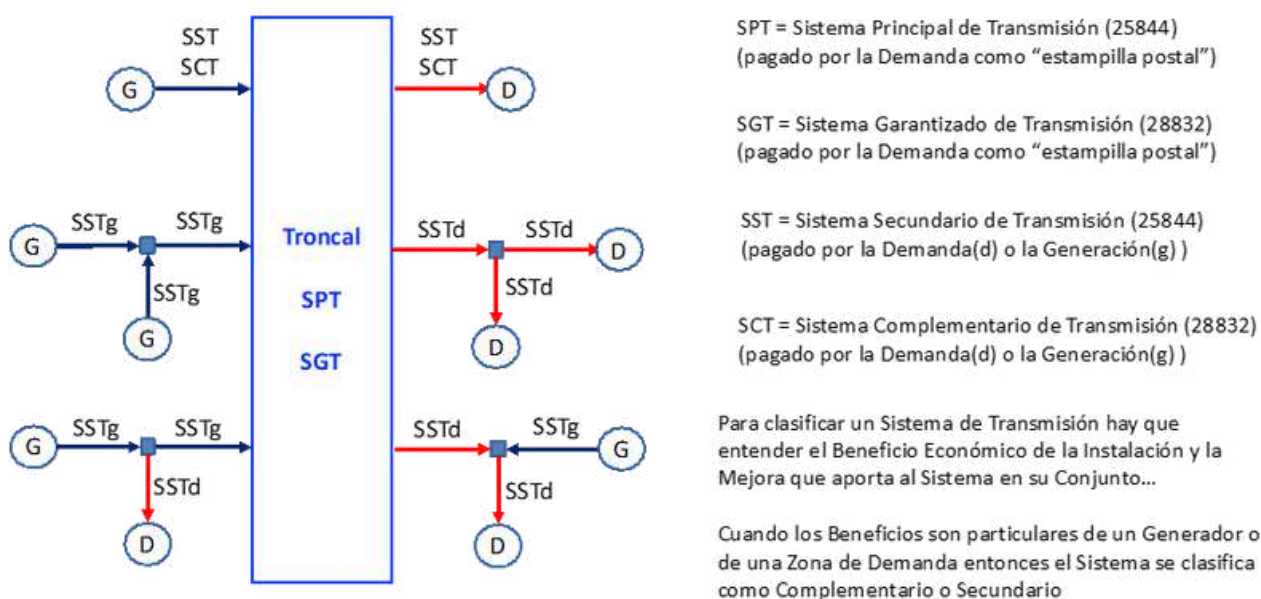 SST
SCT
G
SST
SCT
D
SPT = Sistema Principal de Transmisión (25844)
(pagado por la Demanda como “estampilla postal”)
SGT = Sistema Garantizado de Transmisión (28832)
(pagado por la Demanda como “estampilla postal”)
SSTg
SSTg
G
SSTg
G
Troncal
SPT
SGT
SSTd
SSTd
D
SSTd
D
SST = Sistema Secundario de Transmisión (25844)
(pagado por la Demanda(d) o la Generación(g) )
SCT = Sistema Complementario de Transmisión (28832)
(pagado por la Demanda(d) o la Generación(g) )
SSTg
SSTg
G
SSTd
D
SSTd
SSTg
G
SSTd
D
Para clasificar un Sistema de Transmisión hay que
entender el Beneficio Económico de la Instalación y la
Mejora que aporta al Sistema en su Conjunto...
Cuando los Beneficios son particulares de un Generador o
de una Zona de Demanda entonces el Sistema se clasifica
como Complementario o Secundario